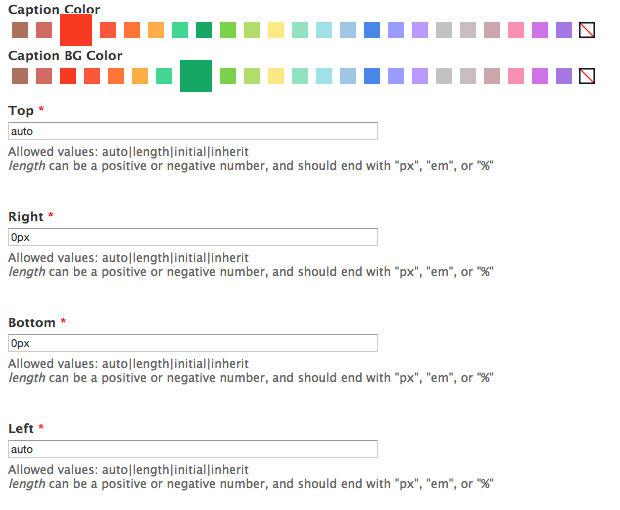 Caption Color
Caption BG Color
Top *
auto
Allowed values: auto|length|initial|inherit
length can be a positive or negative number, and should end with "px", "em", or "%"
Right *
0px
Allowed values: auto|length|initial|inherit
length can be a positive or negative number, and should end with "px", "em", or "%"
Bottom *
0px
Allowed values: auto|length|initial|inherit
length can be a positive or negative number, and should end with "px", "em", or "%"
Left *
auto
Allowed values: auto|length|initial|inherit
length can be a positive or negative number, and should end with "px", "em", or "%"